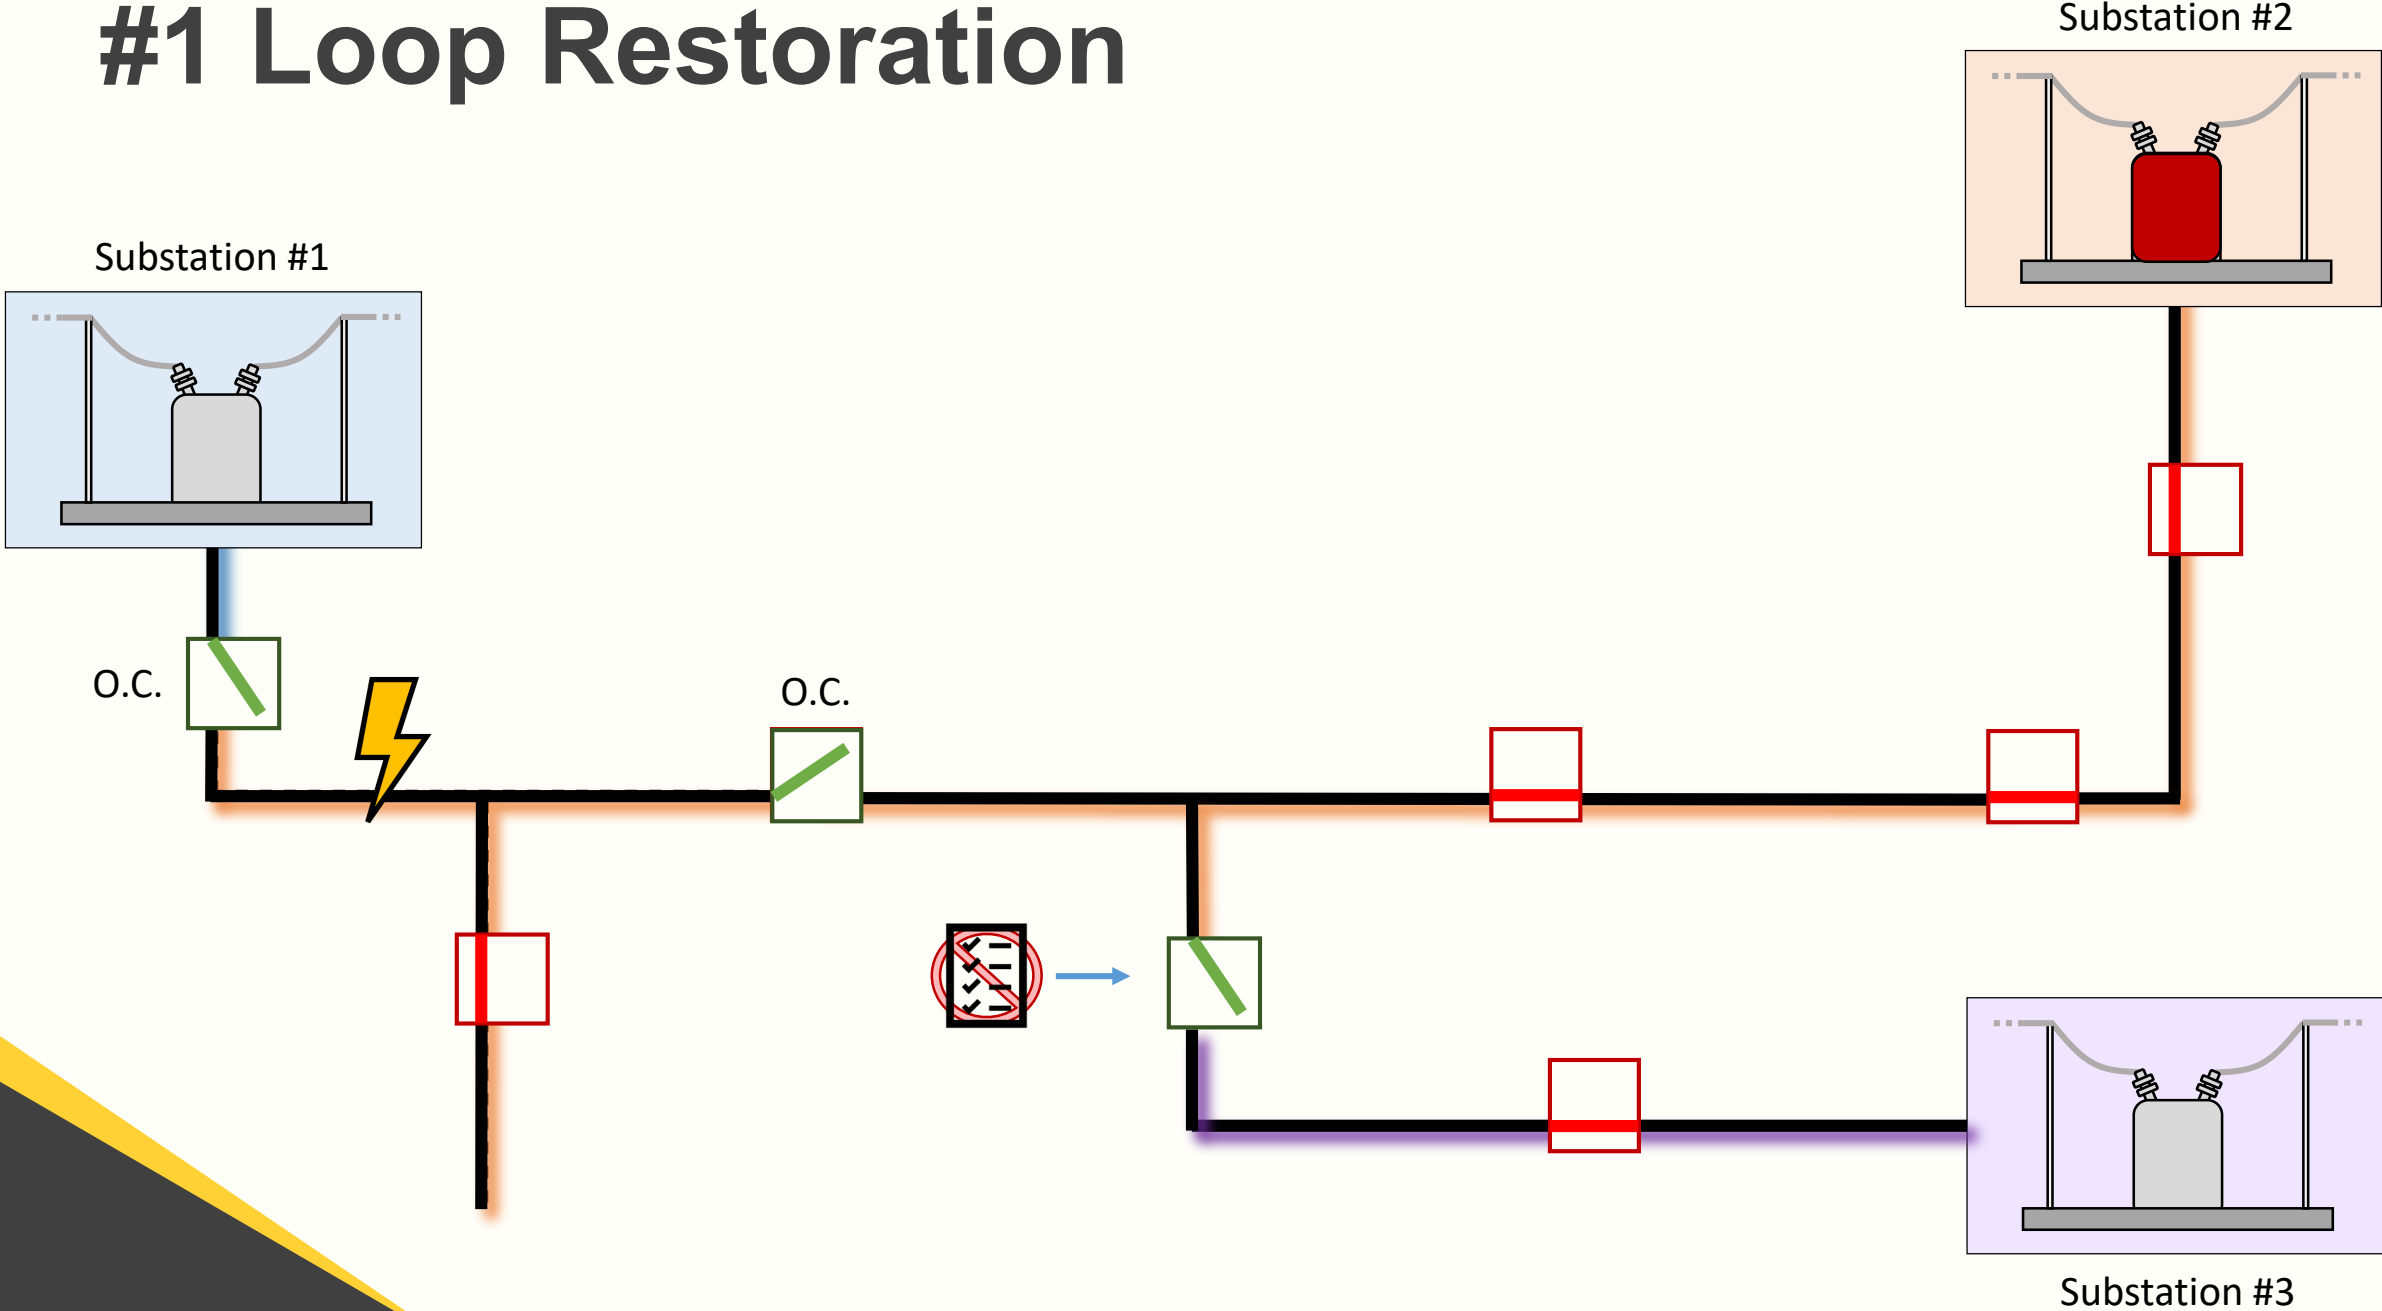 #1 Loop Restoration
Substation #2
Substation #1
O.C.
O.C.
Substation #3